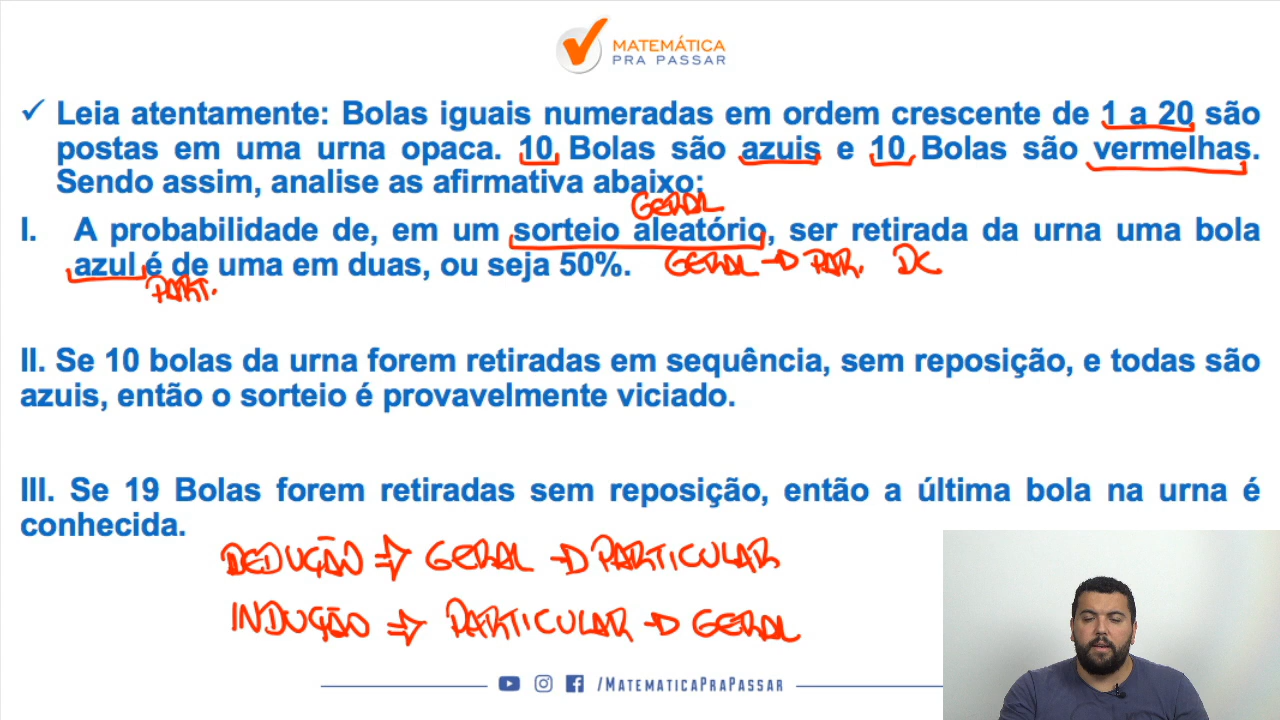 MATEMÁTICA
PRA PASSAR
✓ Leia atentamente: Bolas iguais numeradas em ordem crescente de 1 a 20 são
postas em uma urna opaca. 10 Bolas são azuis e 10 Bolas são vermelhas.
Sendo assim, analise as afirmativa abaixo:
GERAL
I. A probabilidade de, em um sorteio aleatório, ser retirada da urna uma bola
azul é de uma em duas, ou seja 50%. GERAL → PAR. DC
PART.
II. Se 10 bolas da urna forem retiradas em sequência, sem reposição, e todas são
azuis, então o sorteio é provavelmente viciado.
III. Se 19 Bolas forem retiradas sem reposição, então a última bola na urna é
conhecida.
DEDUÇÃO ⇒ GERAL → PARTICULAR
INDUÇÃO ⇒ PARTICULAR → GERAL
/MATEMATICAPRAPASSAR